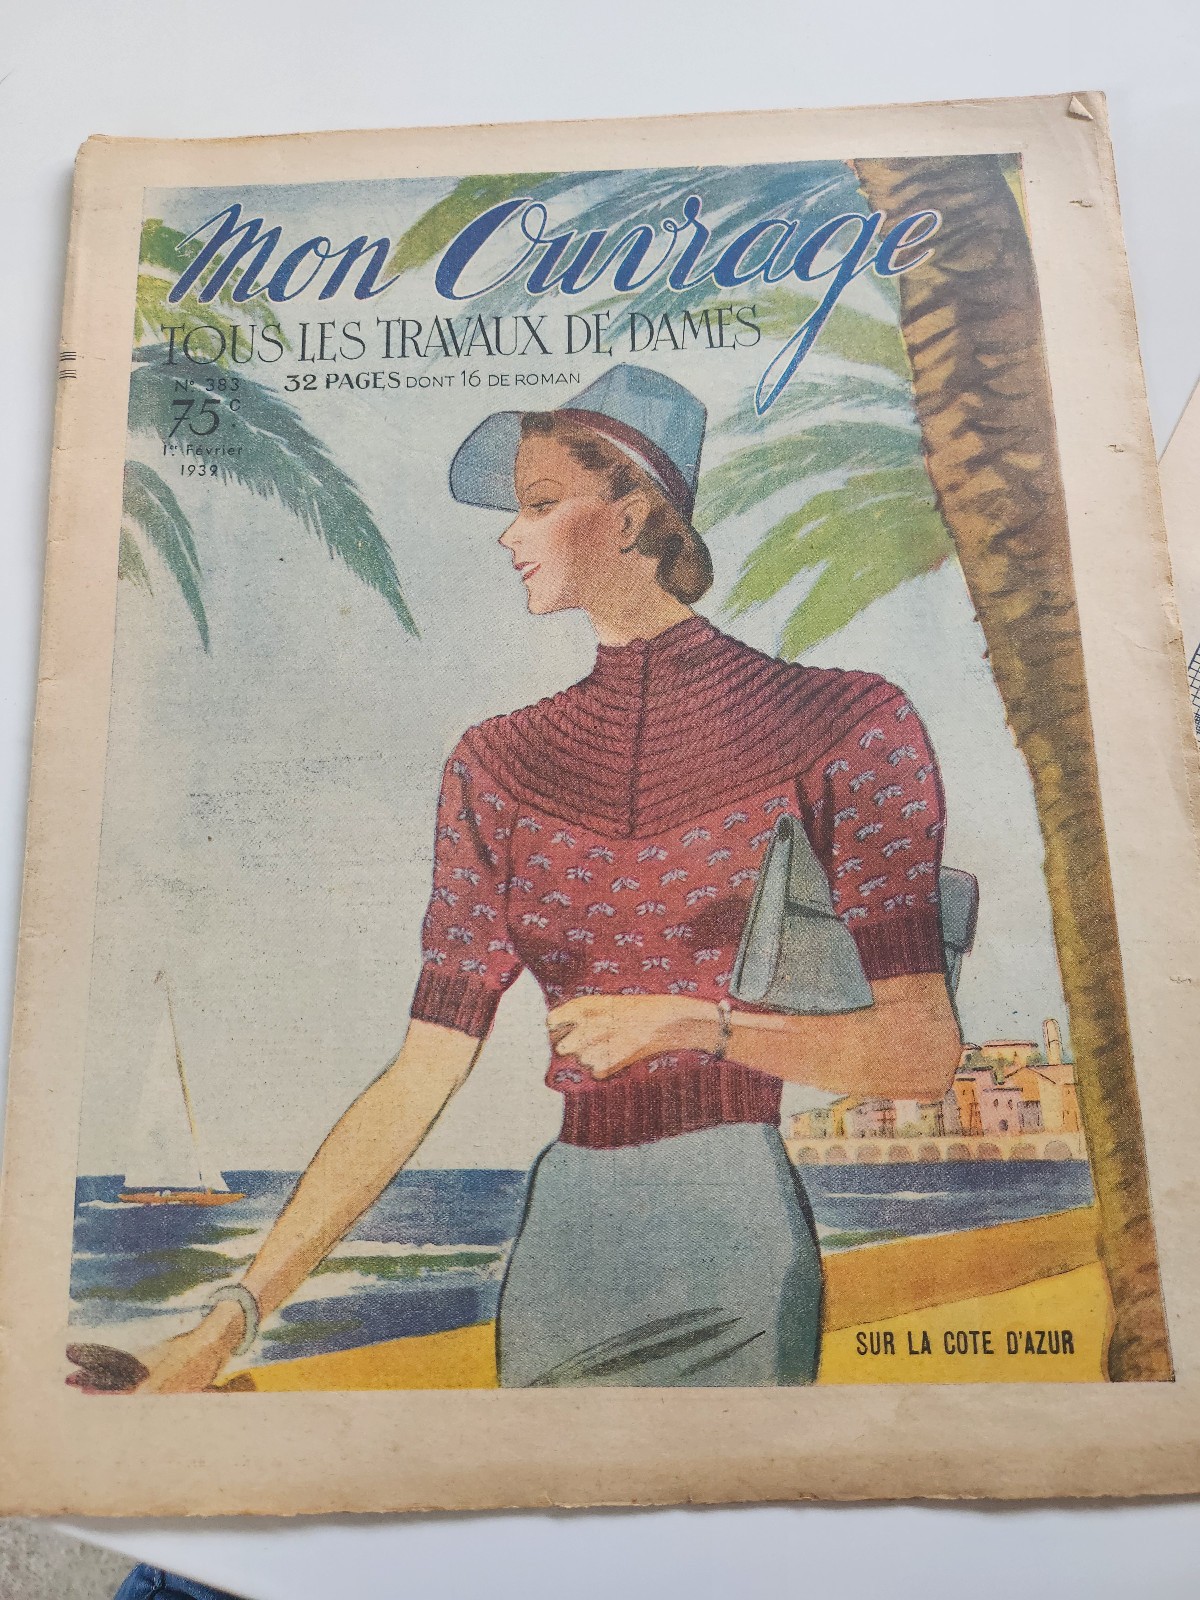 Mon Ouvrage
TOUS LES TRAVAUX DE DAMES
N° 383
32 PAGES DONT 16 DE ROMAN
75c.
1er Février
1939
SUR LA COTE D'AZUR